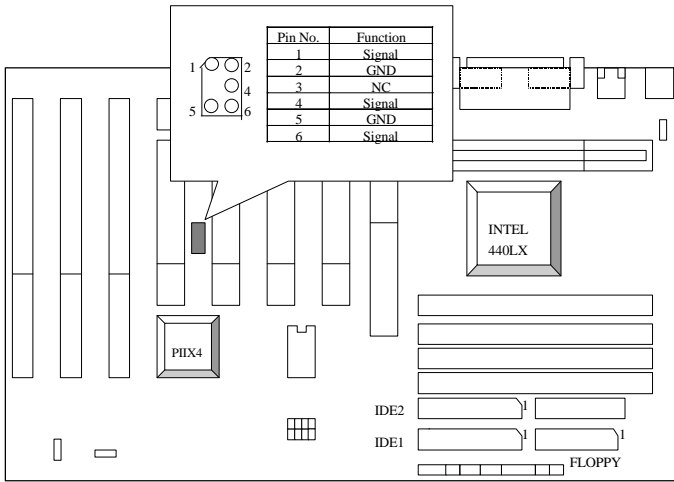 Pin No. Function
1 Signal
2 GND
3 NC
4 Signal
5 GND
6 Signal
1 2
4
5 6
INTEL
440LX
PIIX4
IDE2 1
IDE1 1 1
FLOPPY